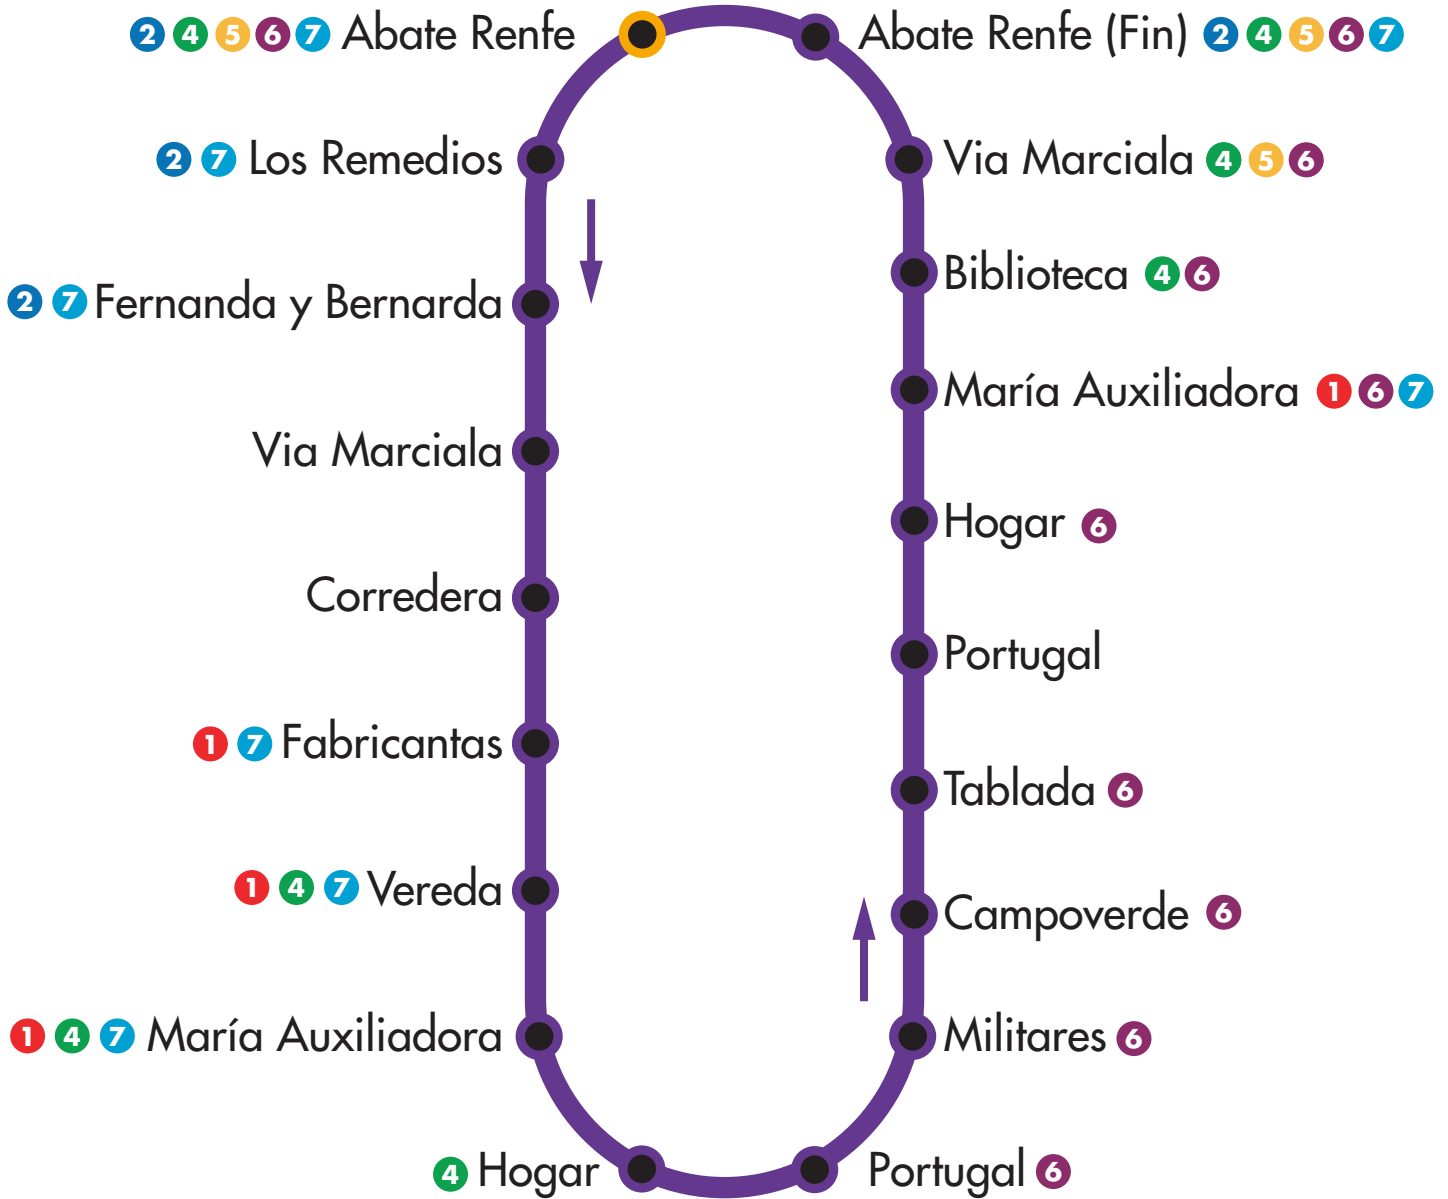 2 4 5 6 7 Abate Renfe
Abate Renfe (Fin) 2 4 5 6 7
2 7 Los Remedios
Via Marciala 4 5 6
2 7 Fernanda y Bernarda
Biblioteca 4 6
Via Marciala
María Auxiliadora 1 6 7
Corredera
Hogar 6
1 7 Fabricantas
Portugal
1 4 7 Vereda
Tablada 6
1 4 7 María Auxiliadora
Campoverde 6
4 Hogar
Militares 6
Portugal 6